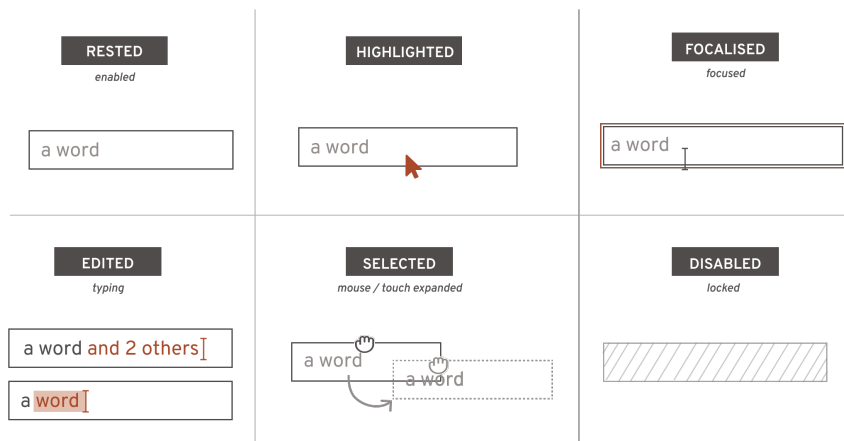 RESTED
enabled
a word
HIGHLIGHTED
a word
FOCALISED
focused
a word
EDITED
typing
a word and 2 others
a word
SELECTED
mouse / touch expanded
a word
a word
DISABLED
locked